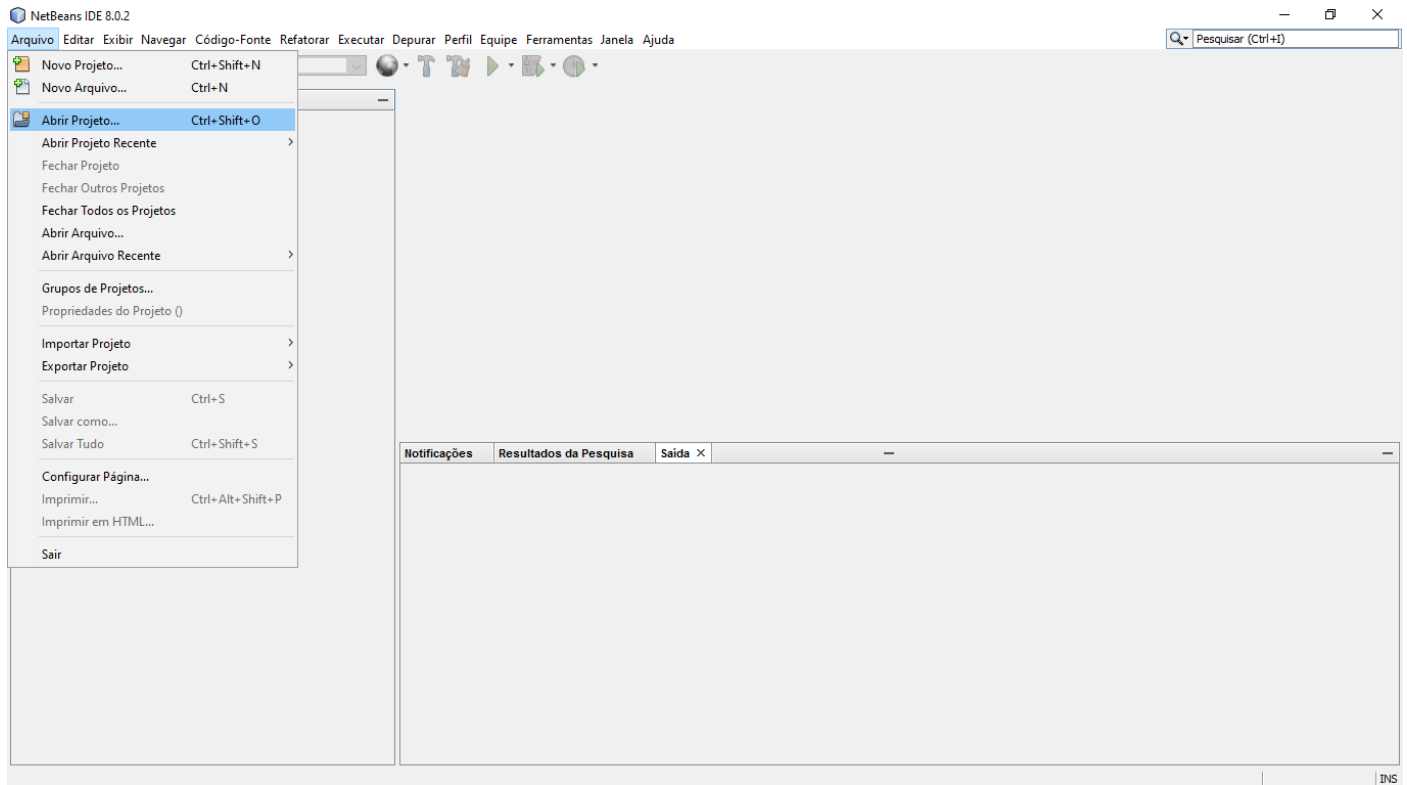 NetBeans IDE 8.0.2
Arquivo Editar Exibir Navegar Código-Fonte Refatorar Executar Depurar Perfil Equipe Ferramentas Janela Ajuda
Pesquisar (Ctrl+I)
Novo Projeto... Ctrl+Shift+N
Novo Arquivo... Ctrl+N
Abrir Projeto... Ctrl+Shift+O
Abrir Projeto Recente
Fechar Projeto
Fechar Outros Projetos
Fechar Todos os Projetos
Abrir Arquivo...
Abrir Arquivo Recente
Grupos de Projetos...
Propriedades do Projeto ()
Importar Projeto
Exportar Projeto
Salvar Ctrl+S
Salvar como...
Salvar Tudo Ctrl+Shift+S
Configurar Página...
Imprimir... Ctrl+Alt+Shift+P
Imprimir em HTML...
Sair
Notificações Resultados da Pesquisa Saída
INS